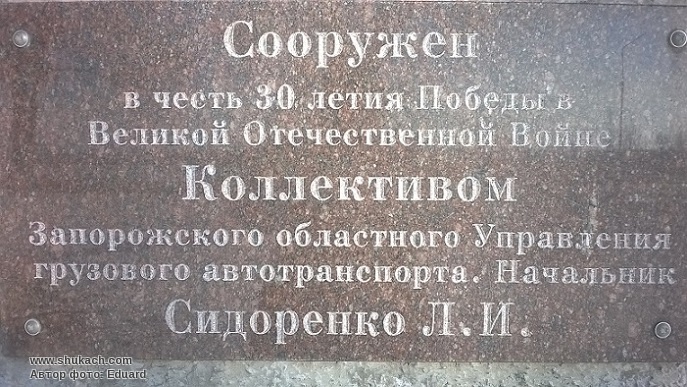 Сооружен
в честь 30 летия Победы в
Великой Отечественной Войне
Коллективом
Запорожского областного Управления
грузового автотранспорта. Начальник
Сидоренко Л.И.
www.shukach.com
Автор фото: Eduard